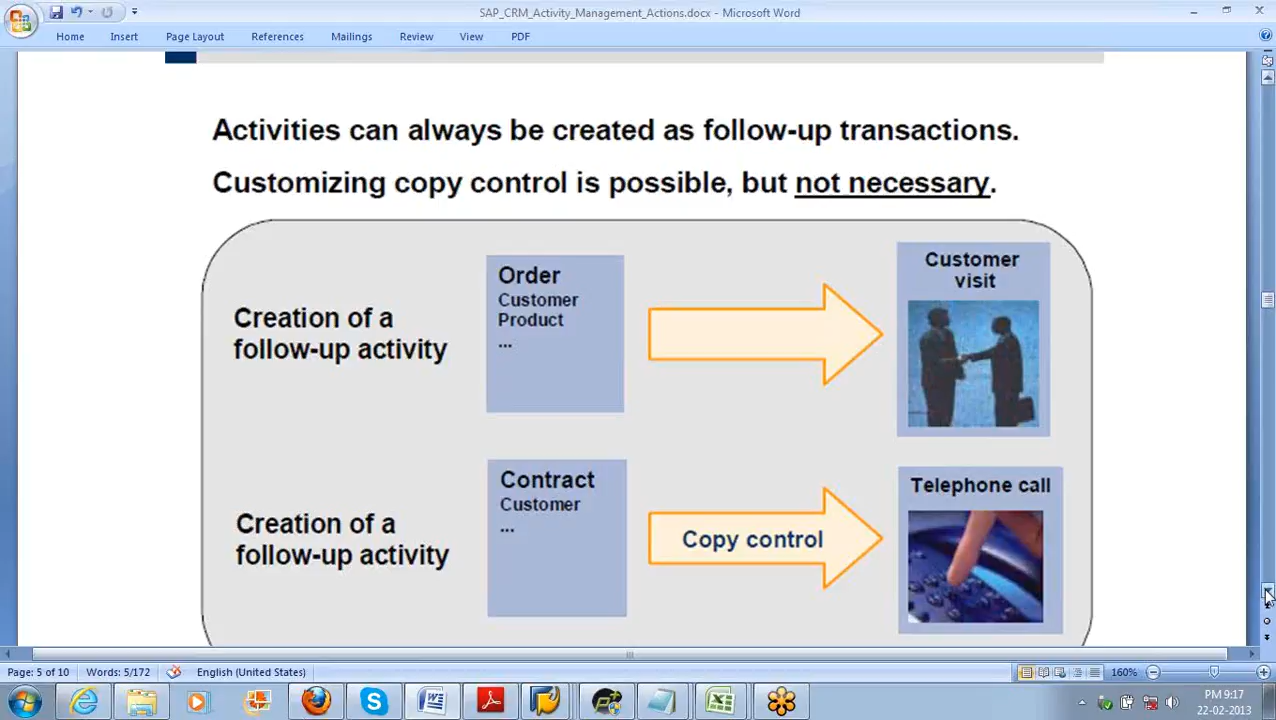 SAP_CRM_Activity_Management_Actions.docx - Microsoft Word
Home Insert Page Layout References Mailings Review View PDF
Activities can always be created as follow-up transactions.
Customizing copy control is possible, but not necessary.
Creation of a
follow-up activity
Order
Customer
Product
...
Customer
visit
Creation of a
follow-up activity
Contract
Customer
...
Copy control
Telephone call
Page: 5 of 10 Words: 5/172 English (United States) 160%
PM 9:17
22-02-2013